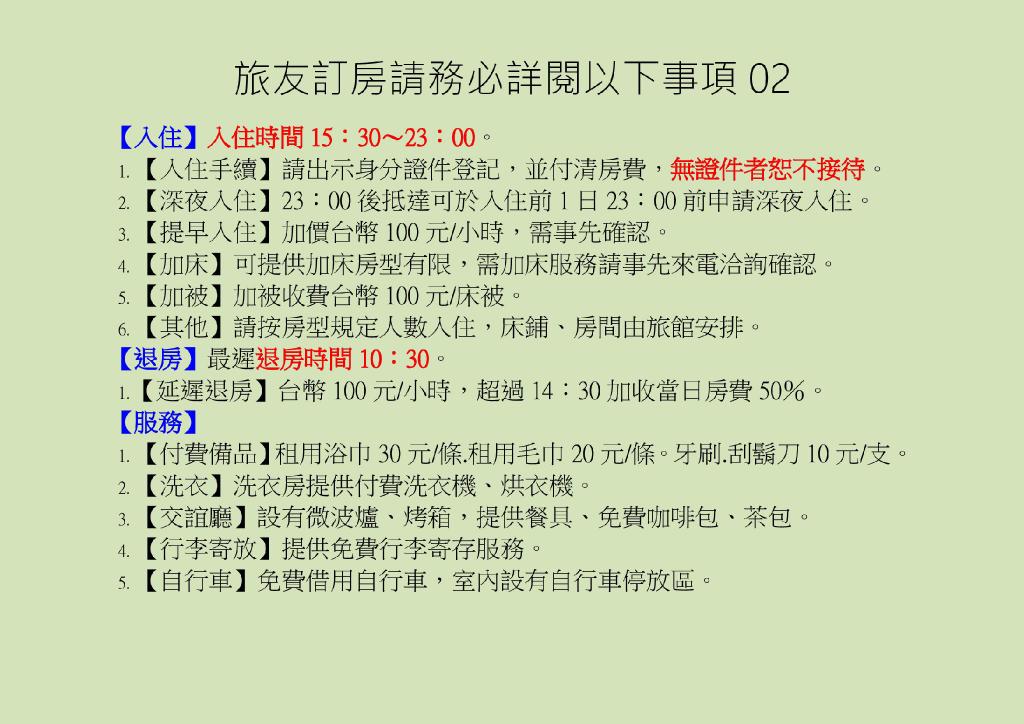 旅友訂房請務必詳閱以下事項 02
【入住】入住時間 15：30～23：00。
1. 【入住手續】請出示身分證件登記，並付清房費，無證件者恕不接待。
2. 【深夜入住】23：00 後抵達可於入住前 1 日 23：00 前申請深夜入住。
3. 【提早入住】加價台幣 100 元/小時，需事先確認。
4. 【加床】可提供加床房型有限，需加床服務請事先來電洽詢確認。
5. 【加被】加被收費台幣 100 元/床被。
6. 【其他】請按房型規定人數入住，床鋪、房間由旅館安排。
【退房】最遲退房時間 10：30。
1. 【延遲退房】台幣 100 元/小時，超過 14：30 加收當日房費 50%。
【服務】
1. 【付費備品】租用浴巾 30 元/條.租用毛巾 20 元/條。牙刷.刮鬍刀 10 元/支。
2. 【洗衣】洗衣房提供付費洗衣機、烘衣機。
3. 【交誼廳】設有微波爐、烤箱，提供餐具、免費咖啡包、茶包。
4. 【行李寄放】提供免費行李寄存服務。
5. 【自行車】免費借用自行車，室內設有自行車停放區。